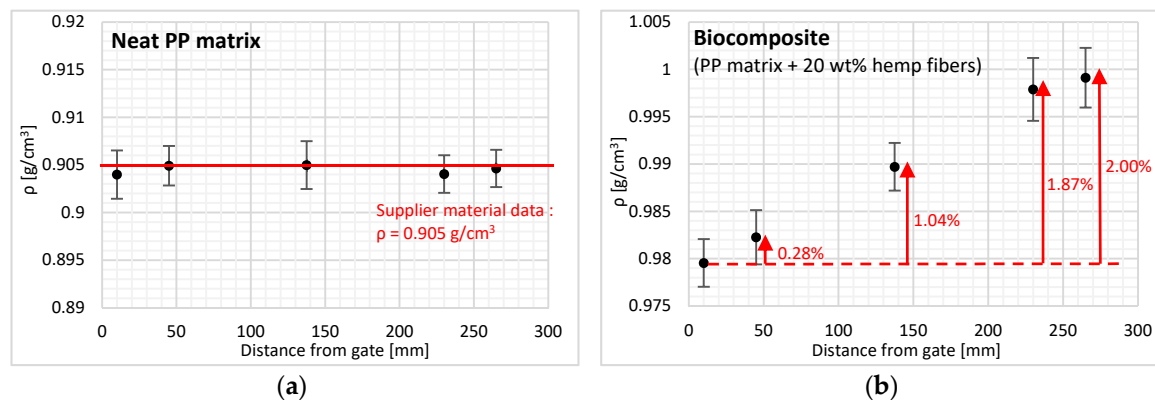 Neat PP matrix
0.92
0.915
0.91
0.905
0.9
0.895
0.89
ρ [g/cm³]
Supplier material data :
ρ = 0.905 g/cm³
0 50 100 150 200 250 300
Distance from gate [mm]
(a)
Biocomposite
(PP matrix + 20 wt% hemp fibers)
1.005
1
0.995
0.99
0.985
0.98
0.975
ρ [g/cm³]
0.28%
1.04%
1.87%
2.00%
0 50 100 150 200 250 300
Distance from gate [mm]
(b)